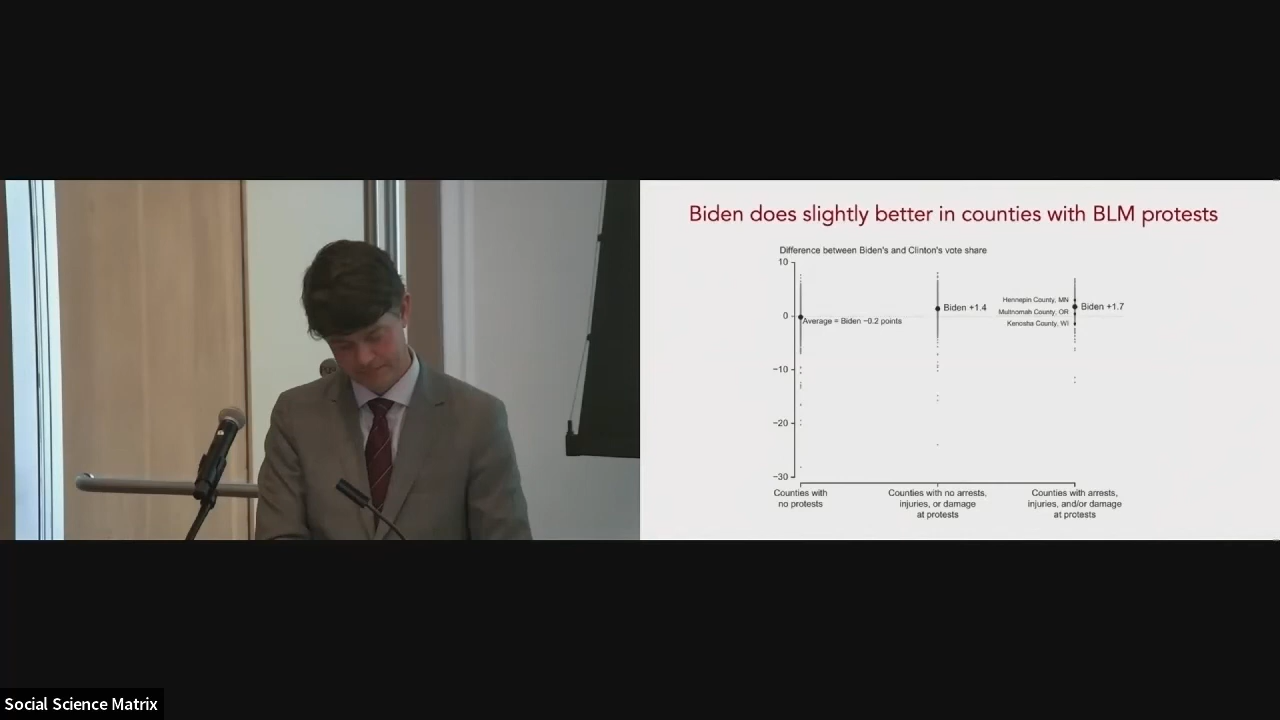 Biden does slightly better in counties with BLM protests
Difference between Biden's and Clinton's vote share
10
0
−10
−20
−30
Average = Biden −0.2 points
Biden +1.4
Hennepin County, MN
Multnomah County, OR
Kenosha County, WI
Biden +1.7
Counties with
no protests
Counties with no arrests,
injuries, or damage
at protests
Counties with arrests,
injuries, and/or damage
at protests
Social Science Matrix